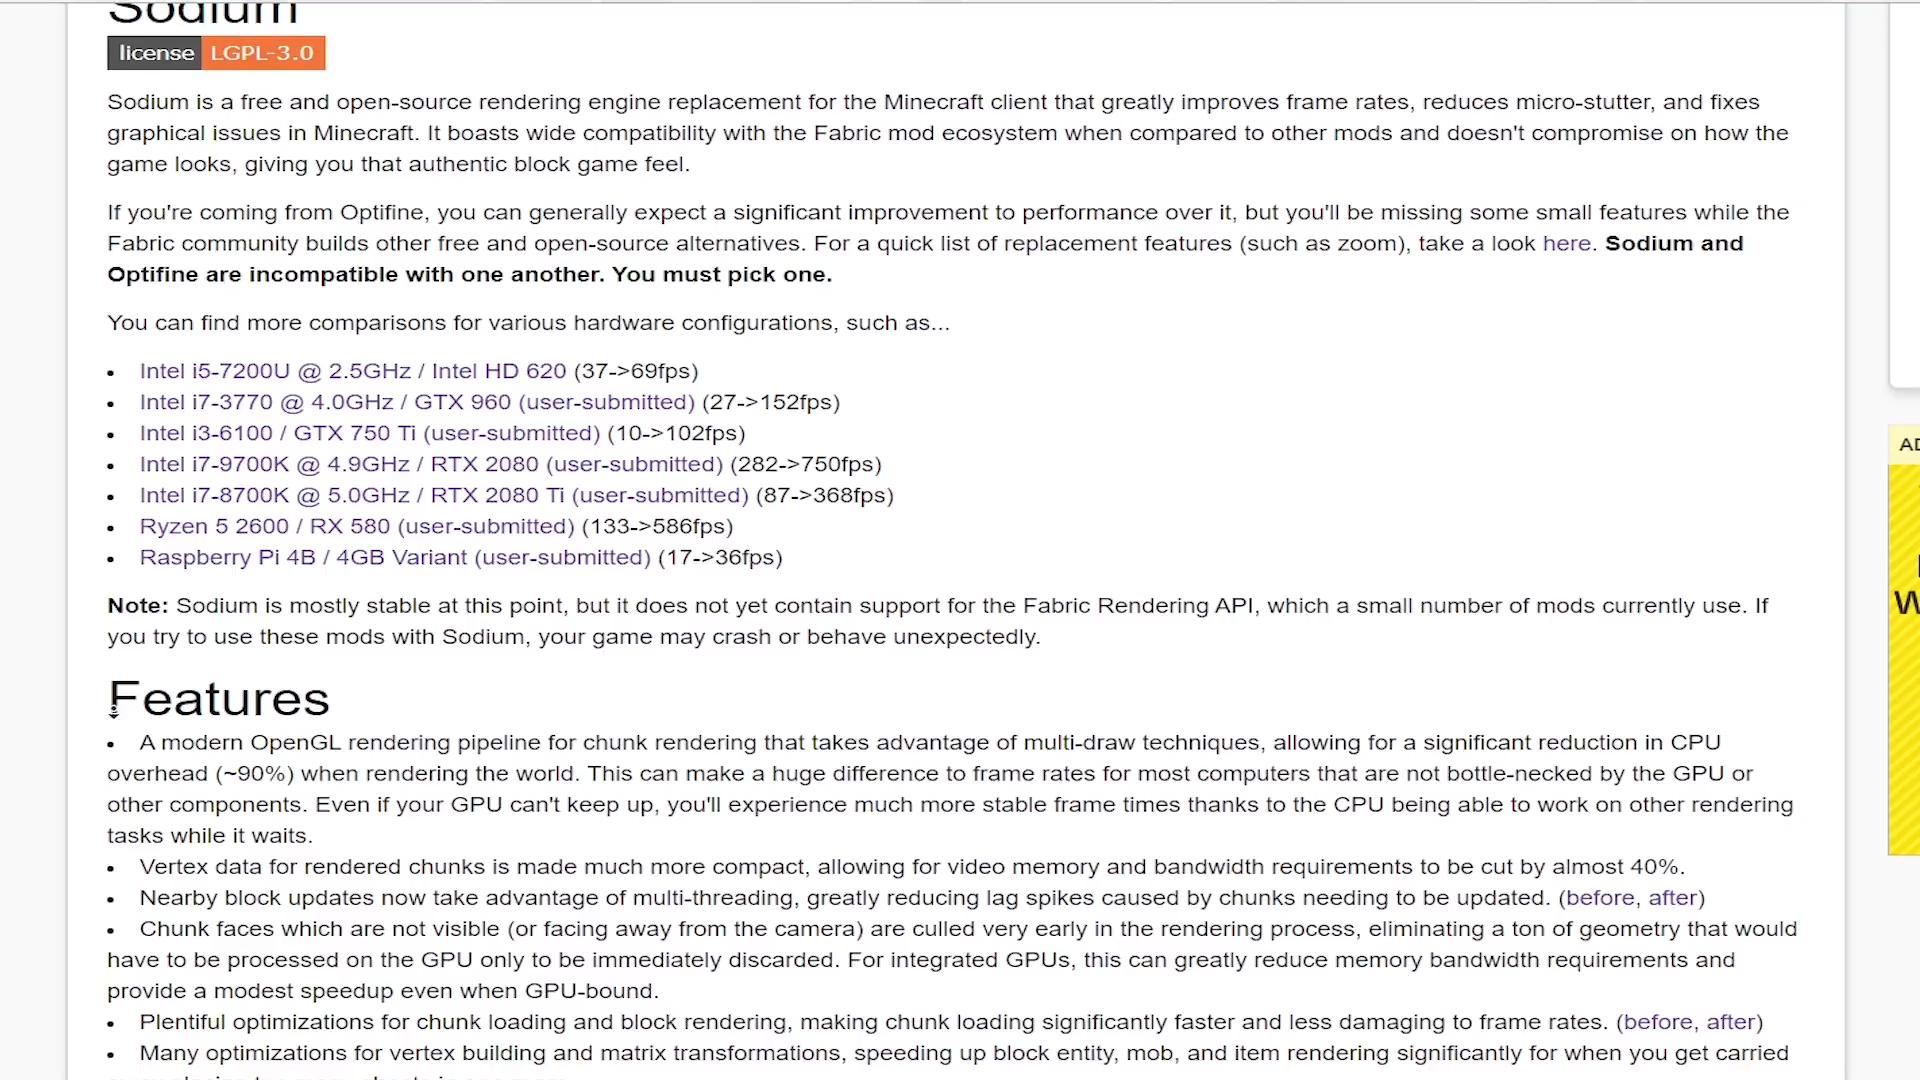 Sodium
license LGPL-3.0
Sodium is a free and open-source rendering engine replacement for the Minecraft client that greatly improves frame rates, reduces micro-stutter, and fixes
graphical issues in Minecraft. It boasts wide compatibility with the Fabric mod ecosystem when compared to other mods and doesn't compromise on how the
game looks, giving you that authentic block game feel.
If you're coming from Optifine, you can generally expect a significant improvement to performance over it, but you'll be missing some small features while the
Fabric community builds other free and open-source alternatives. For a quick list of replacement features (such as zoom), take a look here. Sodium and
Optifine are incompatible with one another. You must pick one.
You can find more comparisons for various hardware configurations, such as...
• Intel i5-7200U @ 2.5GHz / Intel HD 620 (37->69fps)
• Intel i7-3770 @ 4.0GHz / GTX 960 (user-submitted) (27->152fps)
• Intel i3-6100 / GTX 750 Ti (user-submitted) (10->102fps)
• Intel i7-9700K @ 4.9GHz / RTX 2080 (user-submitted) (282->750fps)
• Intel i7-8700K @ 5.0GHz / RTX 2080 Ti (user-submitted) (87->368fps)
• Ryzen 5 2600 / RX 580 (user-submitted) (133->586fps)
• Raspberry Pi 4B / 4GB Variant (user-submitted) (17->36fps)
AD
W
Note: Sodium is mostly stable at this point, but it does not yet contain support for the Fabric Rendering API, which a small number of mods currently use. If
you try to use these mods with Sodium, your game may crash or behave unexpectedly.
Features
• A modern OpenGL rendering pipeline for chunk rendering that takes advantage of multi-draw techniques, allowing for a significant reduction in CPU
overhead (~90%) when rendering the world. This can make a huge difference to frame rates for most computers that are not bottle-necked by the GPU or
other components. Even if your GPU can't keep up, you'll experience much more stable frame times thanks to the CPU being able to work on other rendering
tasks while it waits.
• Vertex data for rendered chunks is made much more compact, allowing for video memory and bandwidth requirements to be cut by almost 40%.
• Nearby block updates now take advantage of multi-threading, greatly reducing lag spikes caused by chunks needing to be updated. (before, after)
• Chunk faces which are not visible (or facing away from the camera) are culled very early in the rendering process, eliminating a ton of geometry that would
have to be processed on the GPU only to be immediately discarded. For integrated GPUs, this can greatly reduce memory bandwidth requirements and
provide a modest speedup even when GPU-bound.
• Plentiful optimizations for chunk loading and block rendering, making chunk loading significantly faster and less damaging to frame rates. (before, after)
• Many optimizations for vertex building and matrix transformations, speeding up block entity, mob, and item rendering significantly for when you get carried